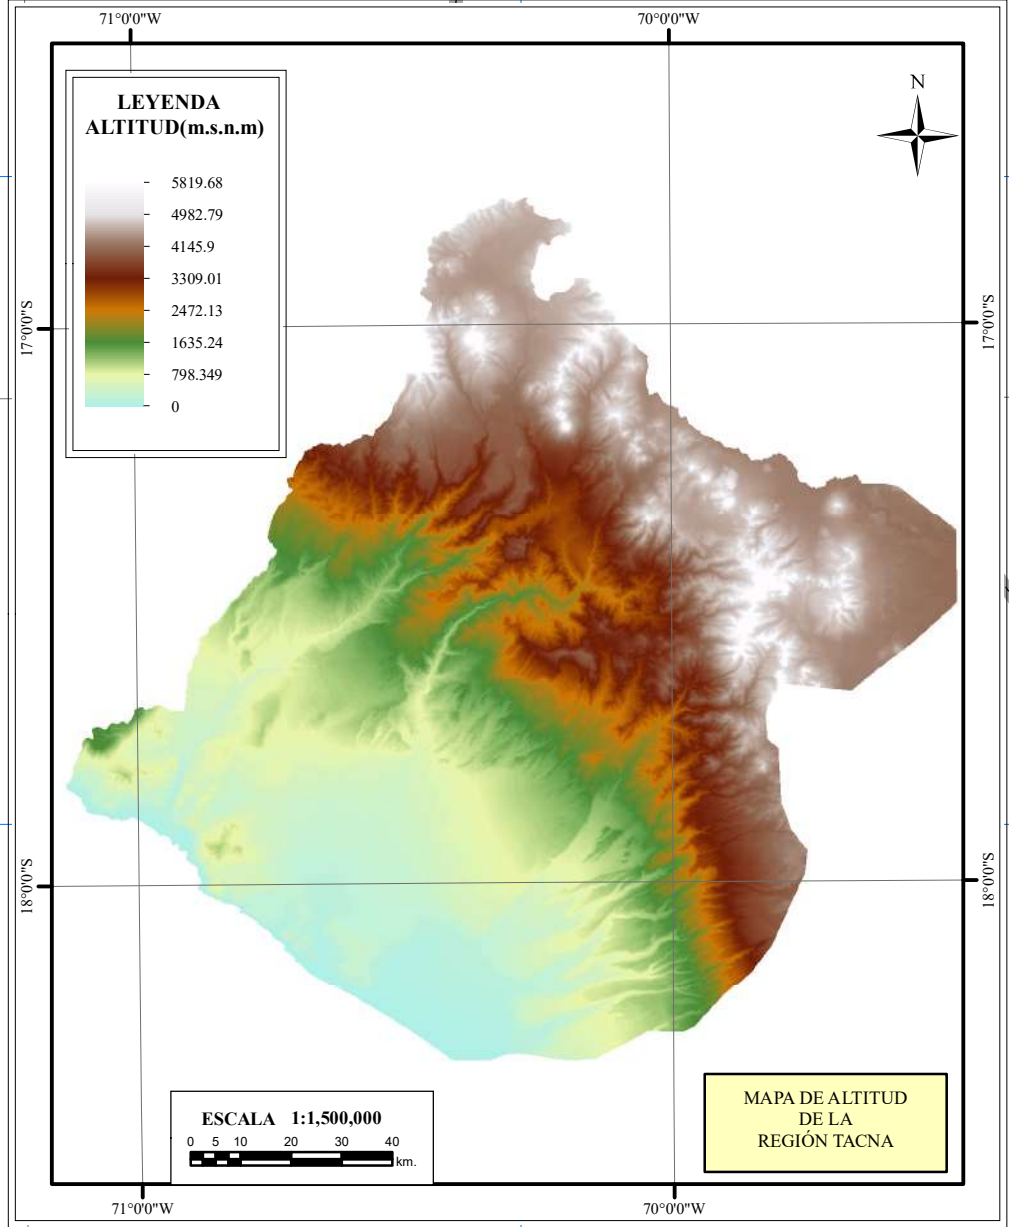 71°0'0"W
70°0'0"W
LEYENDA
ALTITUD(m.s.n.m)
5819.68
4982.79
4145.9
3309.01
2472.13
1635.24
798.349
0
N
17°0'0"S
17°0'0"S
18°0'0"S
18°0'0"S
ESCALA 1:1,500,000
0 5 10 20 30 40
km.
MAPA DE ALTITUD
DE LA
REGIÓN TACNA
71°0'0"W
70°0'0"W